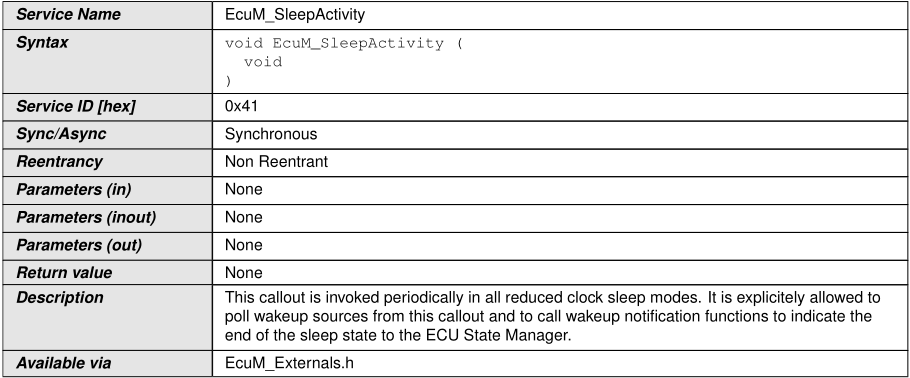 Service Name EcuM_SleepActivity
Syntax void EcuM_SleepActivity (
void
)
Service ID [hex] 0x41
Sync/Async Synchronous
Reentrancy Non Reentrant
Parameters (in) None
Parameters (inout) None
Parameters (out) None
Return value None
Description This callout is invoked periodically in all reduced clock sleep modes. It is explicitely allowed to
poll wakeup sources from this callout and to call wakeup notification functions to indicate the
end of the sleep state to the ECU State Manager.
Available via EcuM_Externals.h